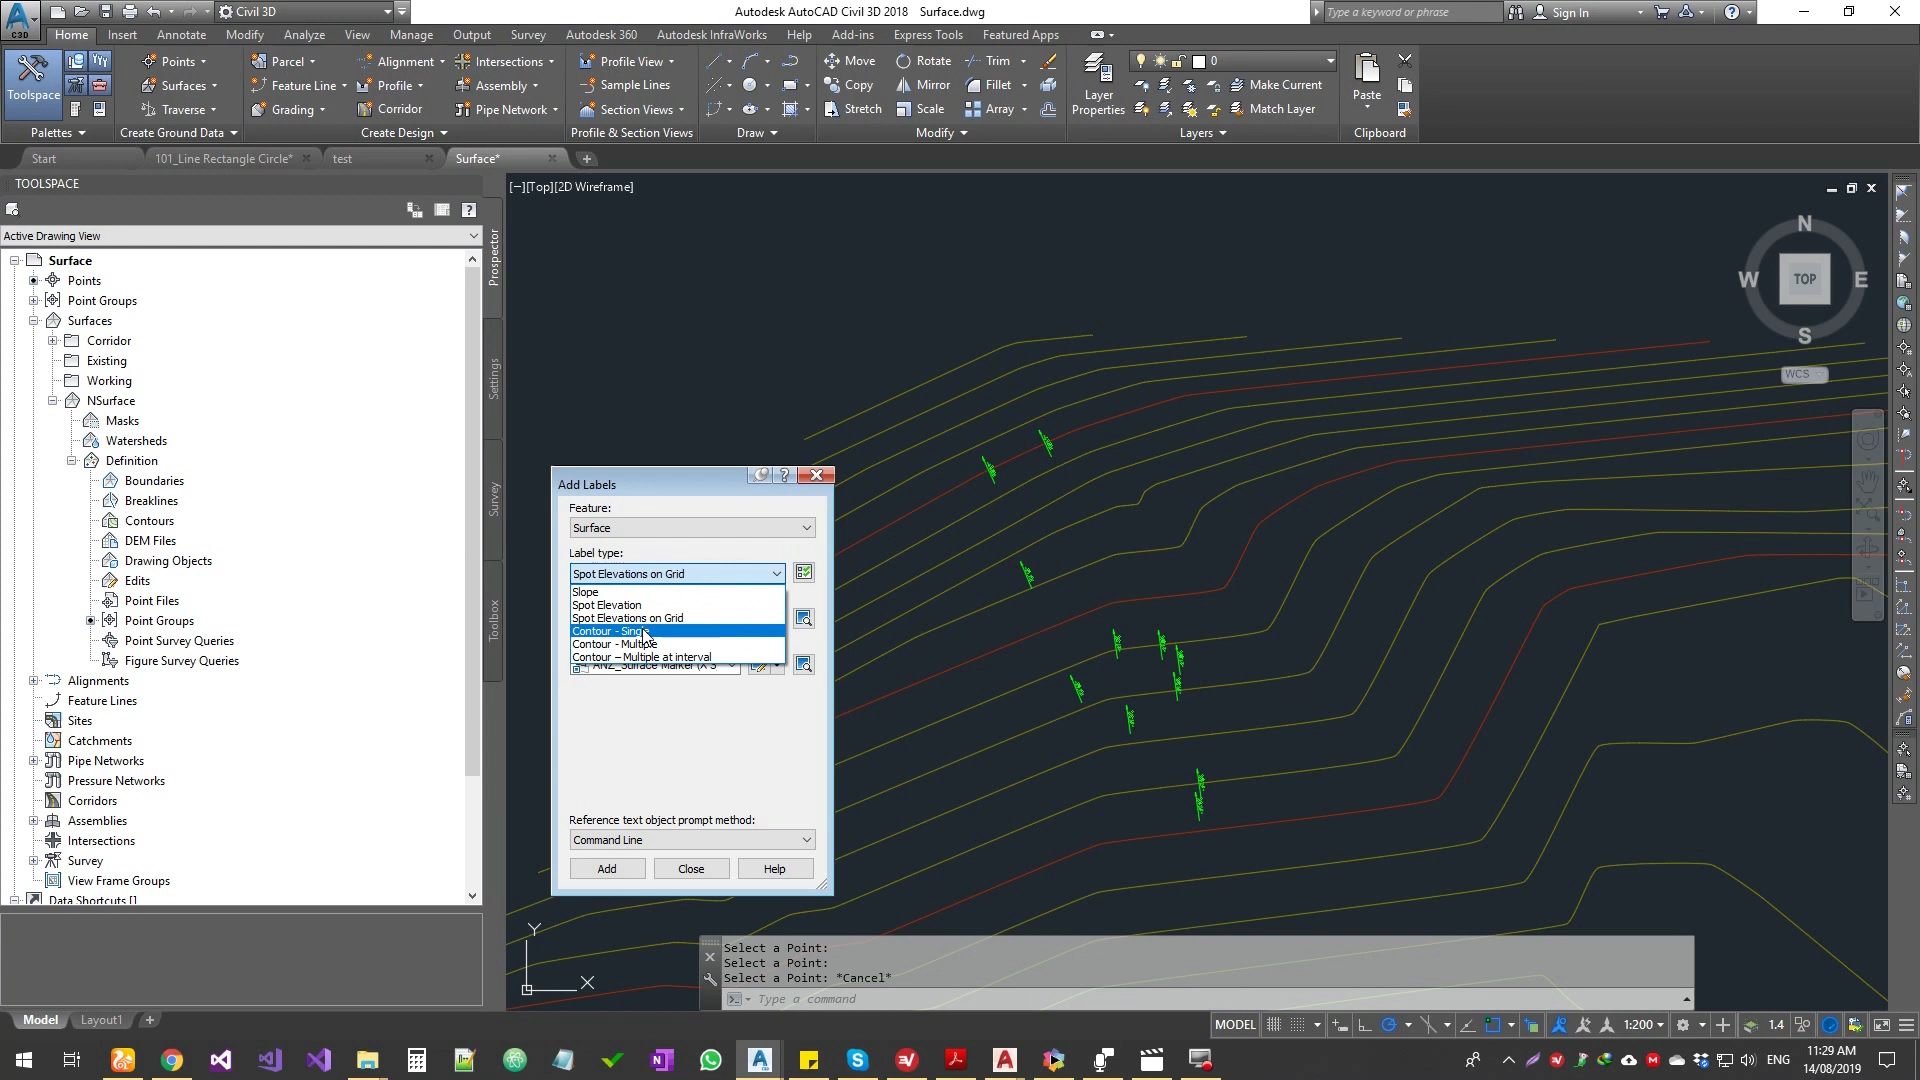 Civil 3D
Autodesk AutoCAD Civil 3D 2018 Surface.dwg
Type a keyword or phrase
Sign In
C3D
Home Insert Annotate Analyze View Manage Output Survey Autodesk 360 Autodesk InfraWorks Help Add-ins Express Tools Featured Apps
Points Parcel Alignment Intersections Profile View Move Rotate Trim 0
Surfaces Feature Line Profile Assembly Sample Lines Copy Mirror Fillet Make Current
Toolspace Layer Properties Paste
Traverse Grading Corridor Pipe Network Section Views Stretch Scale Array Match Layer
Palettes Create Ground Data Create Design Profile & Section Views Draw Modify Layers Clipboard
Start 101_Line Rectangle Circle* test Surface*
TOOLSPACE
[−][Top][2D Wireframe]
Active Drawing View
Surface
Points
Point Groups
Surfaces
Corridor
Existing
Working
NSurface
Masks
Watersheds
Definition
Boundaries
Breaklines
Contours
DEM Files
Drawing Objects
Edits
Point Files
Point Groups
Point Survey Queries
Figure Survey Queries
Alignments
Feature Lines
Sites
Catchments
Pipe Networks
Pressure Networks
Corridors
Assemblies
Intersections
Survey
View Frame Groups
Data Shortcuts []
Prospector
Settings
Survey
Toolbox
N
W TOP E
S
WCS
Add Labels
Feature:
Surface
Label type:
Spot Elevations on Grid
Slope
Spot Elevation
Spot Elevations on Grid
Contour - Single
Contour - Multiple
Contour – Multiple at interval
ANZ_Surface Marker (X S
Reference text object prompt method:
Command Line
Add Close Help
Y
X
Select a Point:
Select a Point:
Select a Point: *Cancel*
Type a command
Model Layout1
MODEL 1:200 1.4
ENG
11:29 AM
14/08/2019